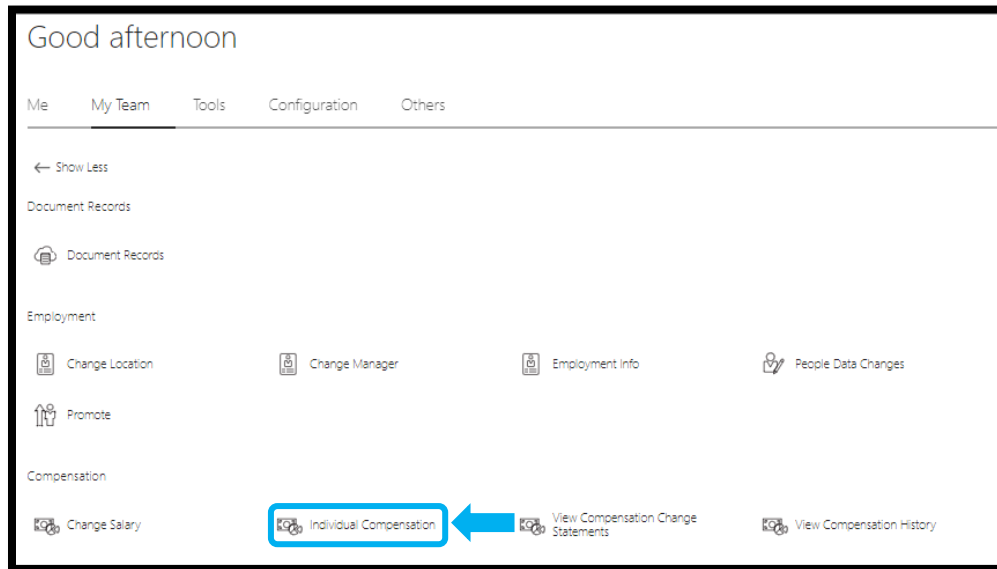 Good afternoon
Me My Team Tools Configuration Others
← Show Less
Document Records
Document Records
Employment
Change Location Change Manager Employment Info People Data Changes
Promote
Compensation
Change Salary Individual Compensation View Compensation Change Statements View Compensation History